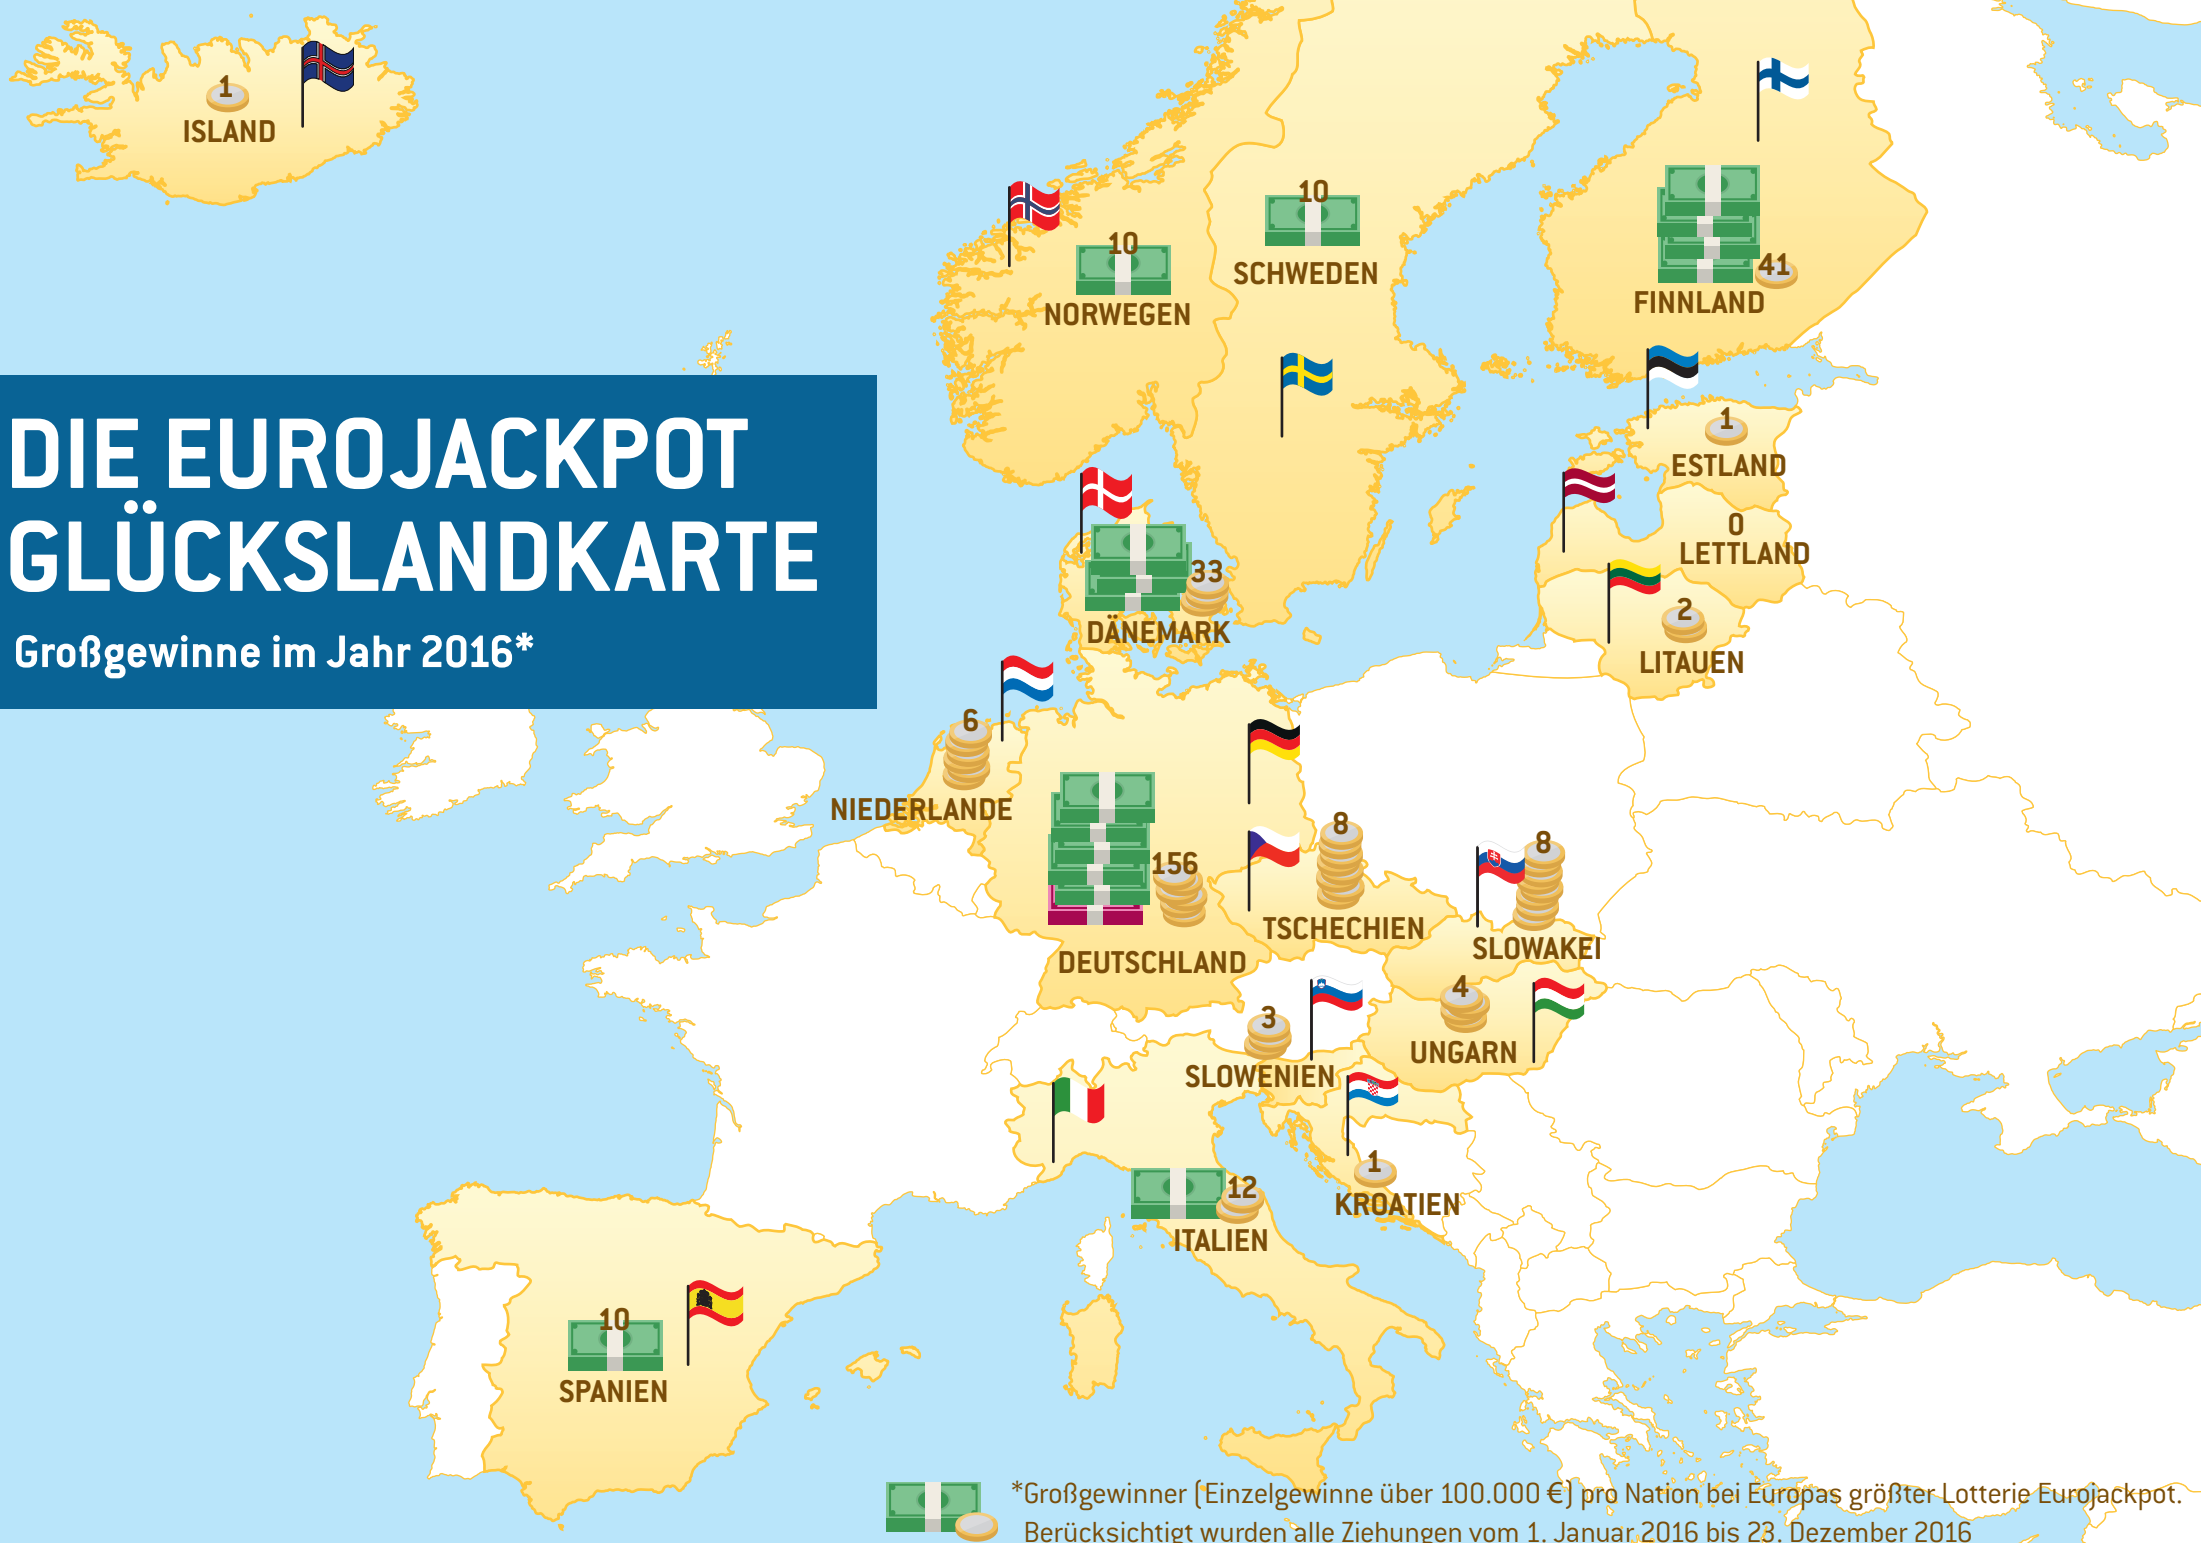 1
ISLAND
10
NORWEGEN
10
SCHWEDEN
41
FINNLAND
DIE EUROJACKPOT
GLÜCKSLANDKARTE
Großgewinne im Jahr 2016*
1
ESTLAND
0
LETTLAND
33
DÄNEMARK
2
LITAUEN
6
NIEDERLANDE
156
DEUTSCHLAND
8
TSCHECHIEN
8
SLOWAKEI
4
UNGARN
3
SLOWENIEN
1
KROATIEN
12
ITALIEN
10
SPANIEN
*Großgewinner (Einzelgewinne über 100.000 €) pro Nation bei Europas größter Lotterie Eurojackpot.
Berücksichtigt wurden alle Ziehungen vom 1. Januar 2016 bis 23. Dezember 2016